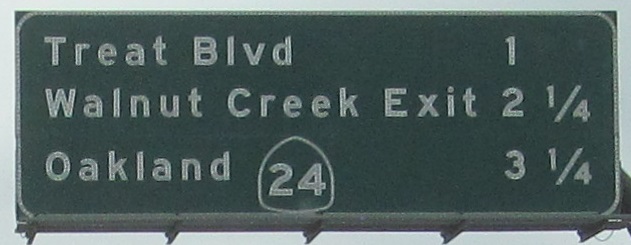 Treat Blvd 1
Walnut Creek Exit 2 1/4
Oakland 24 3 1/4